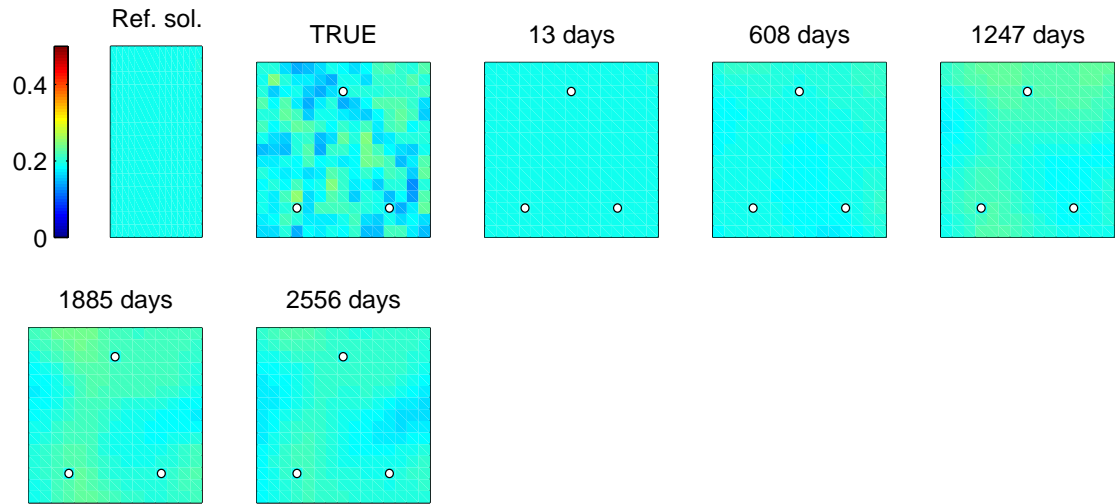 Ref. sol.
TRUE
13 days
608 days
1247 days
0.4
0.2
0
1885 days
2556 days